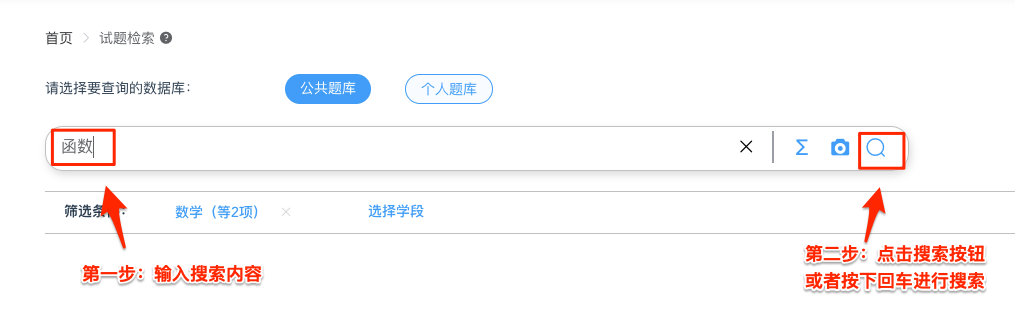 首页 > 试题检索
请选择要查询的数据库：
公共题库
个人题库
函数
筛选条件：
数学（等2项） ×
选择学段
第一步：输入搜索内容
第二步：点击搜索按钮
或者按下回车进行搜索